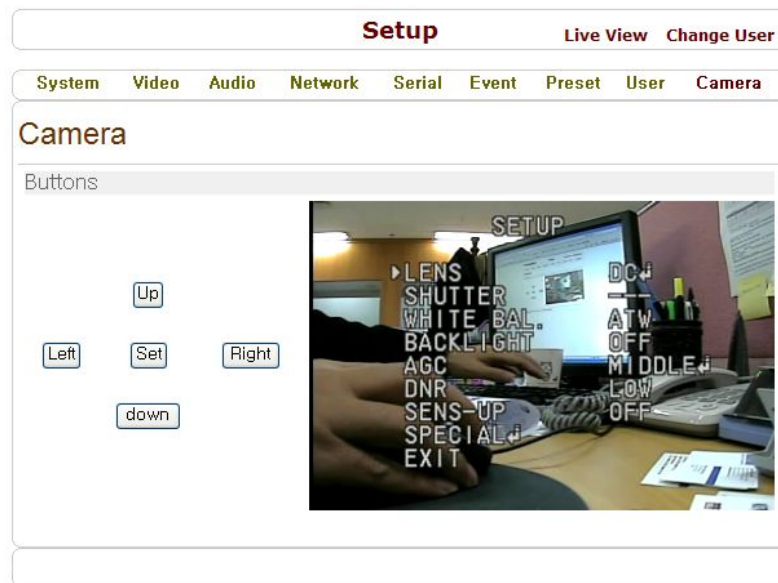 Setup
Live View Change User
System Video Audio Network Serial Event Preset User Camera
Camera
Buttons
Up
Left Set Right
down
SETUP
▶LENS DC↲
SHUTTER ---
WHITE BAL. ATW
BACKLIGHT OFF
AGC MIDDLE↲
DNR LOW
SENS-UP OFF
SPECIAL↲
EXIT